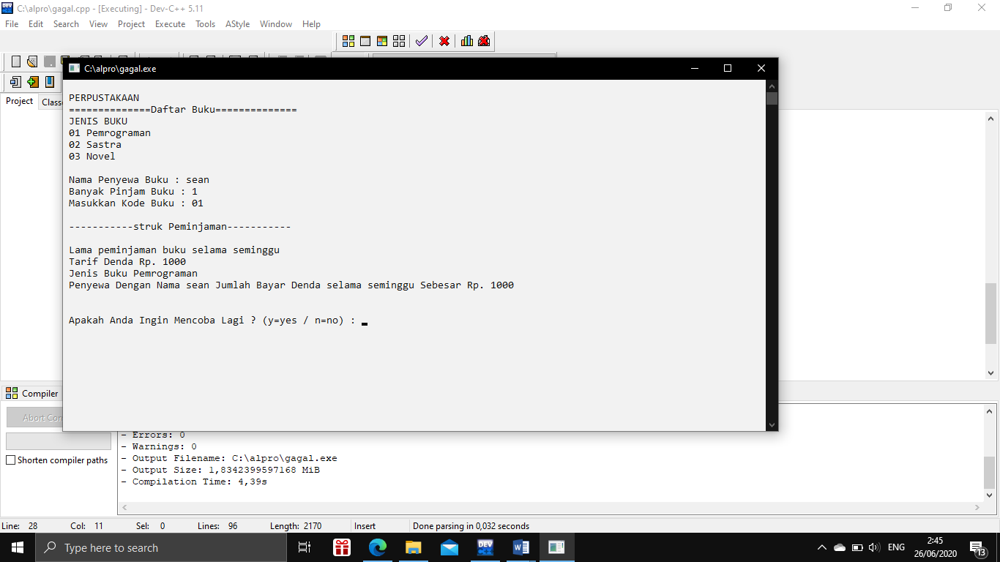 C:\alpro\gagal.cpp - [Executing] - Dev-C++ 5.11
File Edit Search View Project Execute Tools AStyle Window Help
C:\alpro\gagal.exe
Project
PERPUSTAKAAN
==============Daftar Buku==============
JENIS BUKU
01 Pemrograman
02 Sastra
03 Novel
Nama Penyewa Buku : sean
Banyak Pinjam Buku : 1
Masukkan Kode Buku : 01
-----------struk Peminjaman-----------
Lama peminjaman buku selama seminggu
Tarif Denda Rp. 1000
Jenis Buku Pemrograman
Penyewa Dengan Nama sean Jumlah Bayar Denda selama seminggu Sebesar Rp. 1000
Apakah Anda Ingin Mencoba Lagi ? (y=yes / n=no) :
Compiler
Abort
Shorten compiler paths
- Errors: 0
- Warnings: 0
- Output Filename: C:\alpro\gagal.exe
- Output Size: 1,8342399597168 MiB
- Compilation Time: 4,39s
Line: 28 Col: 11 Sel: 0 Lines: 96 Length: 2170 Insert Done parsing in 0,032 seconds
Type here to search
DEV
ENG
2:45
26/06/2020
13